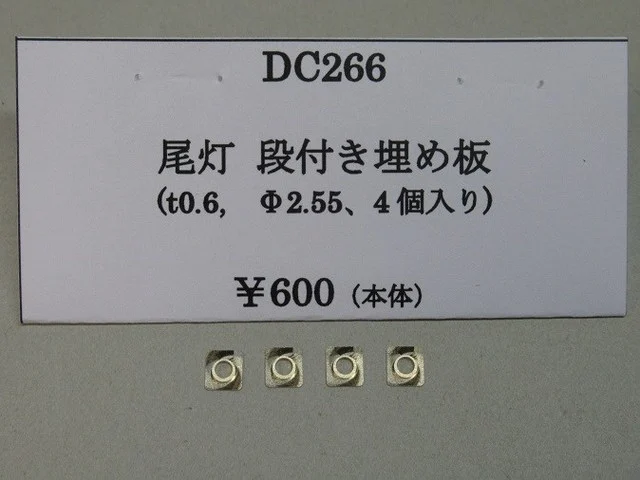 DC266
尾灯 段付き埋め板
(t0.6, Φ2.55、4個入り)
￥600 (本体)